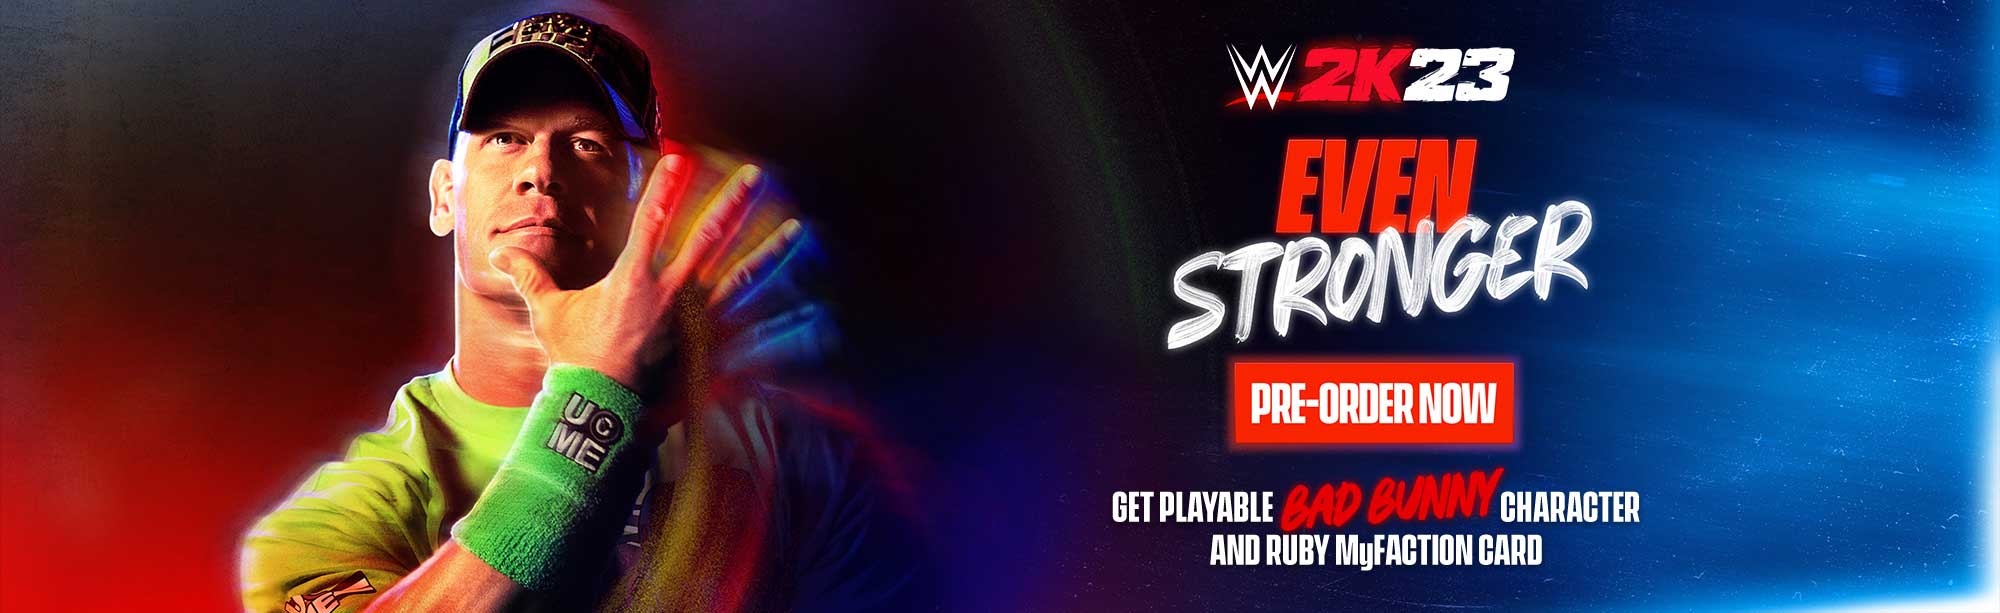 W 2K23
EVEN
STRONGER
PRE-ORDER NOW
GET PLAYABLE BAD BUNNY CHARACTER
AND RUBY MyFACTION CARD
U C
ME